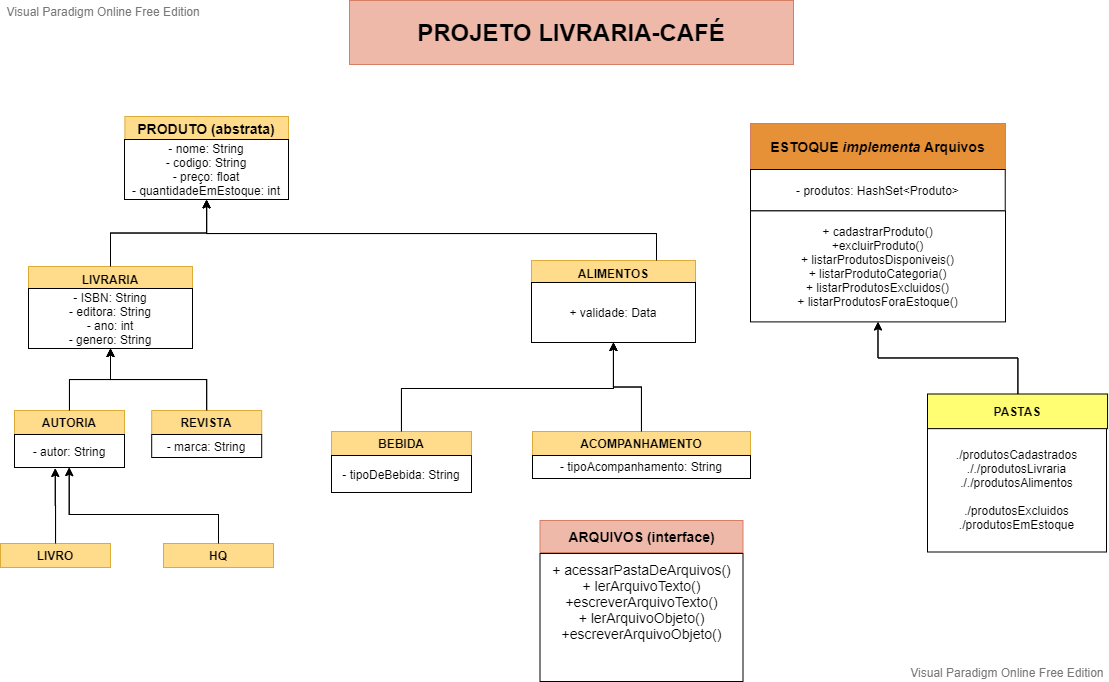 Visual Paradigm Online Free Edition
PROJETO LIVRARIA-CAFÉ
PRODUTO (abstrata)
- nome: String
- codigo: String
- preço: float
- quantidadeEmEstoque: int
ESTOQUE implementa Arquivos
- produtos: HashSet<Produto>
+ cadastrarProduto()
+excluirProduto()
+ listarProdutosDisponiveis()
+ listarProdutoCategoria()
+ listarProdutosExcluidos()
+ listarProdutosForaEstoque()
LIVRARIA
- ISBN: String
- editora: String
- ano: int
- genero: String
ALIMENTOS
+ validade: Data
AUTORIA
- autor: String
REVISTA
- marca: String
BEBIDA
- tipoDeBebida: String
ACOMPANHAMENTO
- tipoAcompanhamento: String
PASTAS
./produtosCadastrados
././produtosLivraria
././produtosAlimentos
./produtosExcluidos
./produtosEmEstoque
LIVRO
HQ
ARQUIVOS (interface)
+ acessarPastaDeArquivos()
+ lerArquivoTexto()
+escreverArquivoTexto()
+ lerArquivoObjeto()
+escreverArquivoObjeto()
Visual Paradigm Online Free Edition